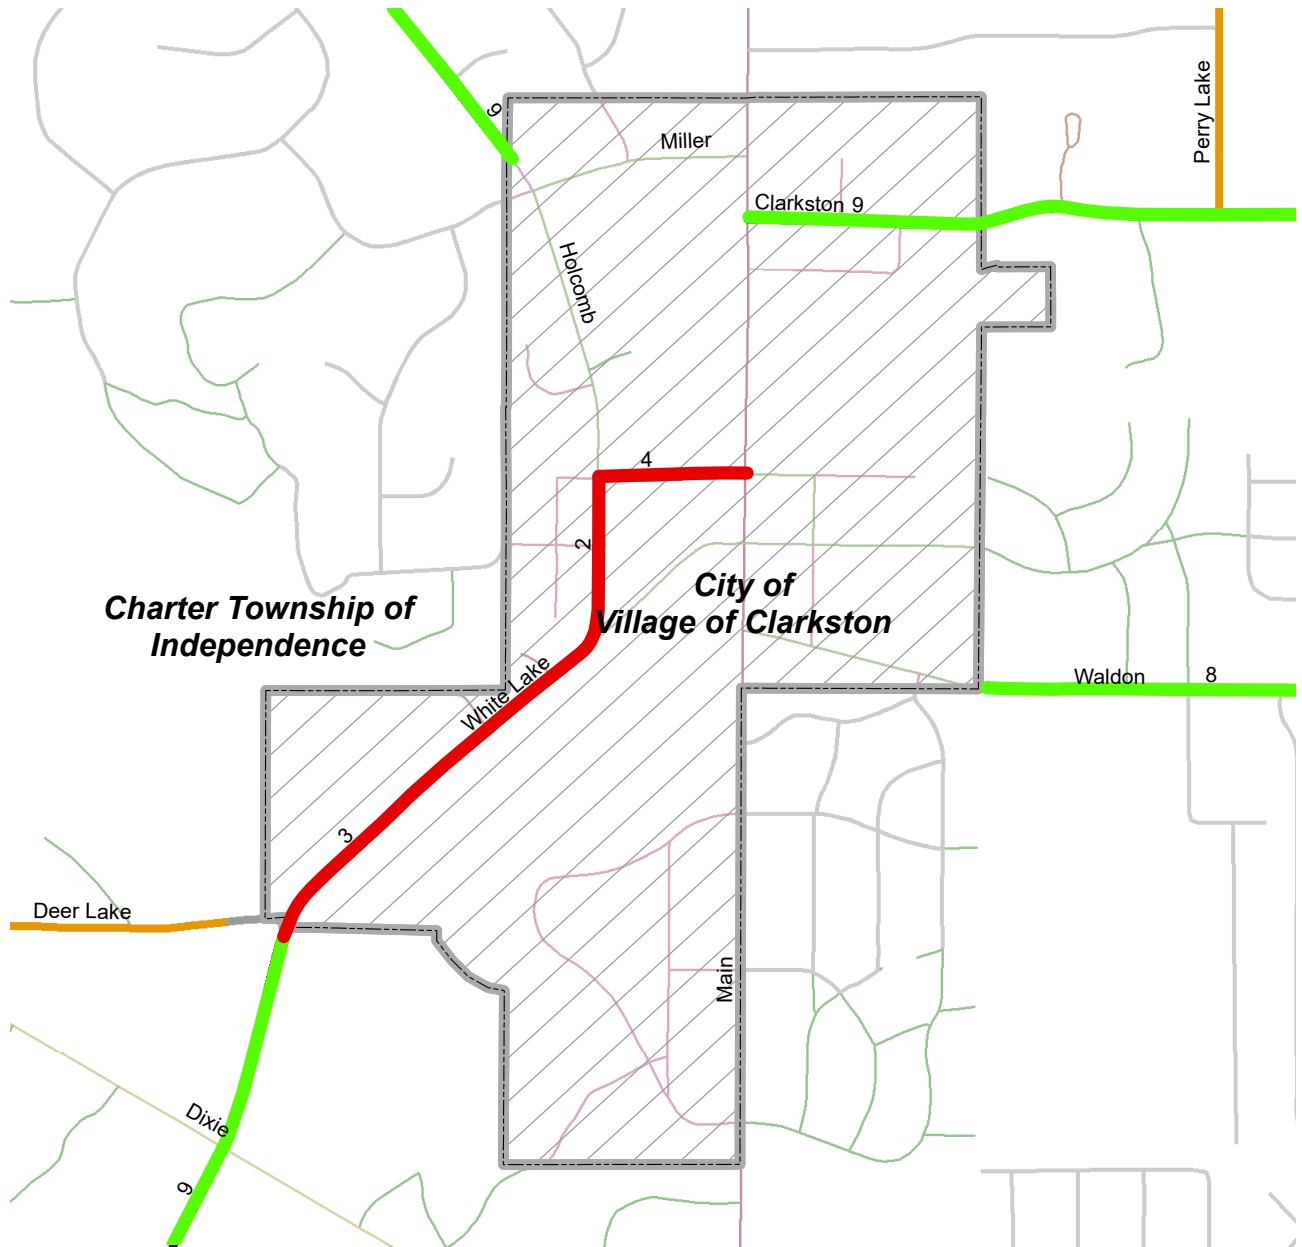 9
Perry Lake
Miller
Clarkston 9
Holcomb
4
2
City of
Village of Clarkston
Charter Township of
Independence
White Lake
Waldon
8
3
Deer Lake
Main
Dixie
9